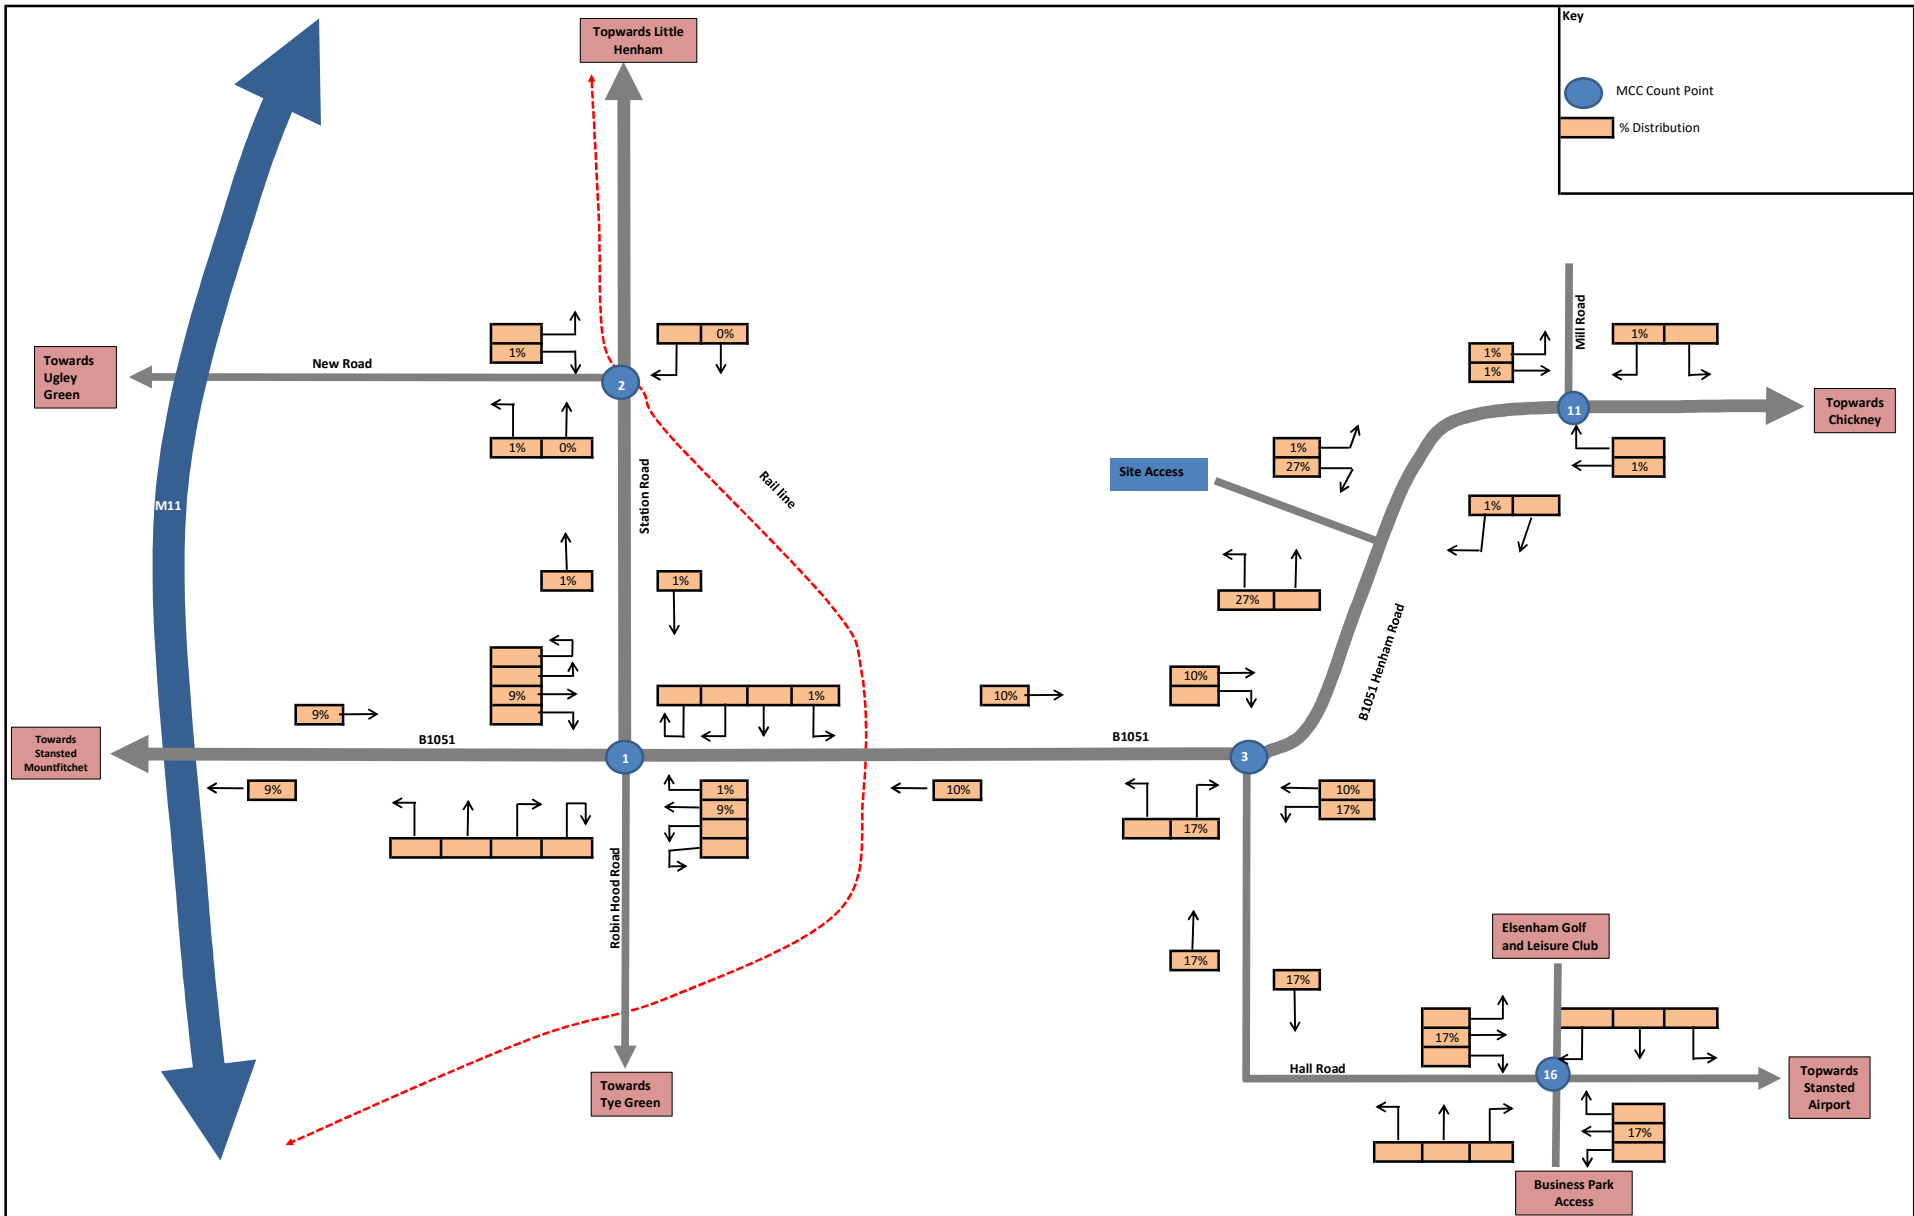 Key
MCC Count Point
% Distribution
Topwards Little
Henham
M11
Towards
Ugley
Green
New Road
1%
0%
2
1%
0%
Station Road
Rail line
Mill Road
1%
1%
1%
11
Topwards
Chickney
1%
1%
27%
Site Access
1%
27%
B1051 Henham Road
1%
1%
9%
9%
1%
10%
10%
Towards
Stansted
Mountfitchet
B1051
1
B1051
3
9%
1%
9%
10%
17%
10%
17%
Robin Hood Road
17%
17%
Elsenham Golf
and Leisure Club
17%
Hall Road
16
Topwards
Stansted
Airport
17%
Towards
Tye Green
Business Park
Access